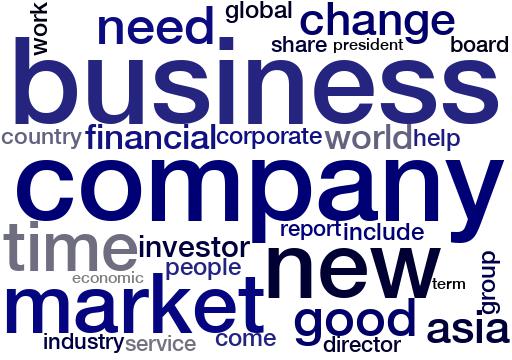 work
need
global
change
share
president
board
business
country
financial
corporate
world
help
company
time
investor
report
include
people
new
economic
term
group
market
good
asia
industry
service
come
director